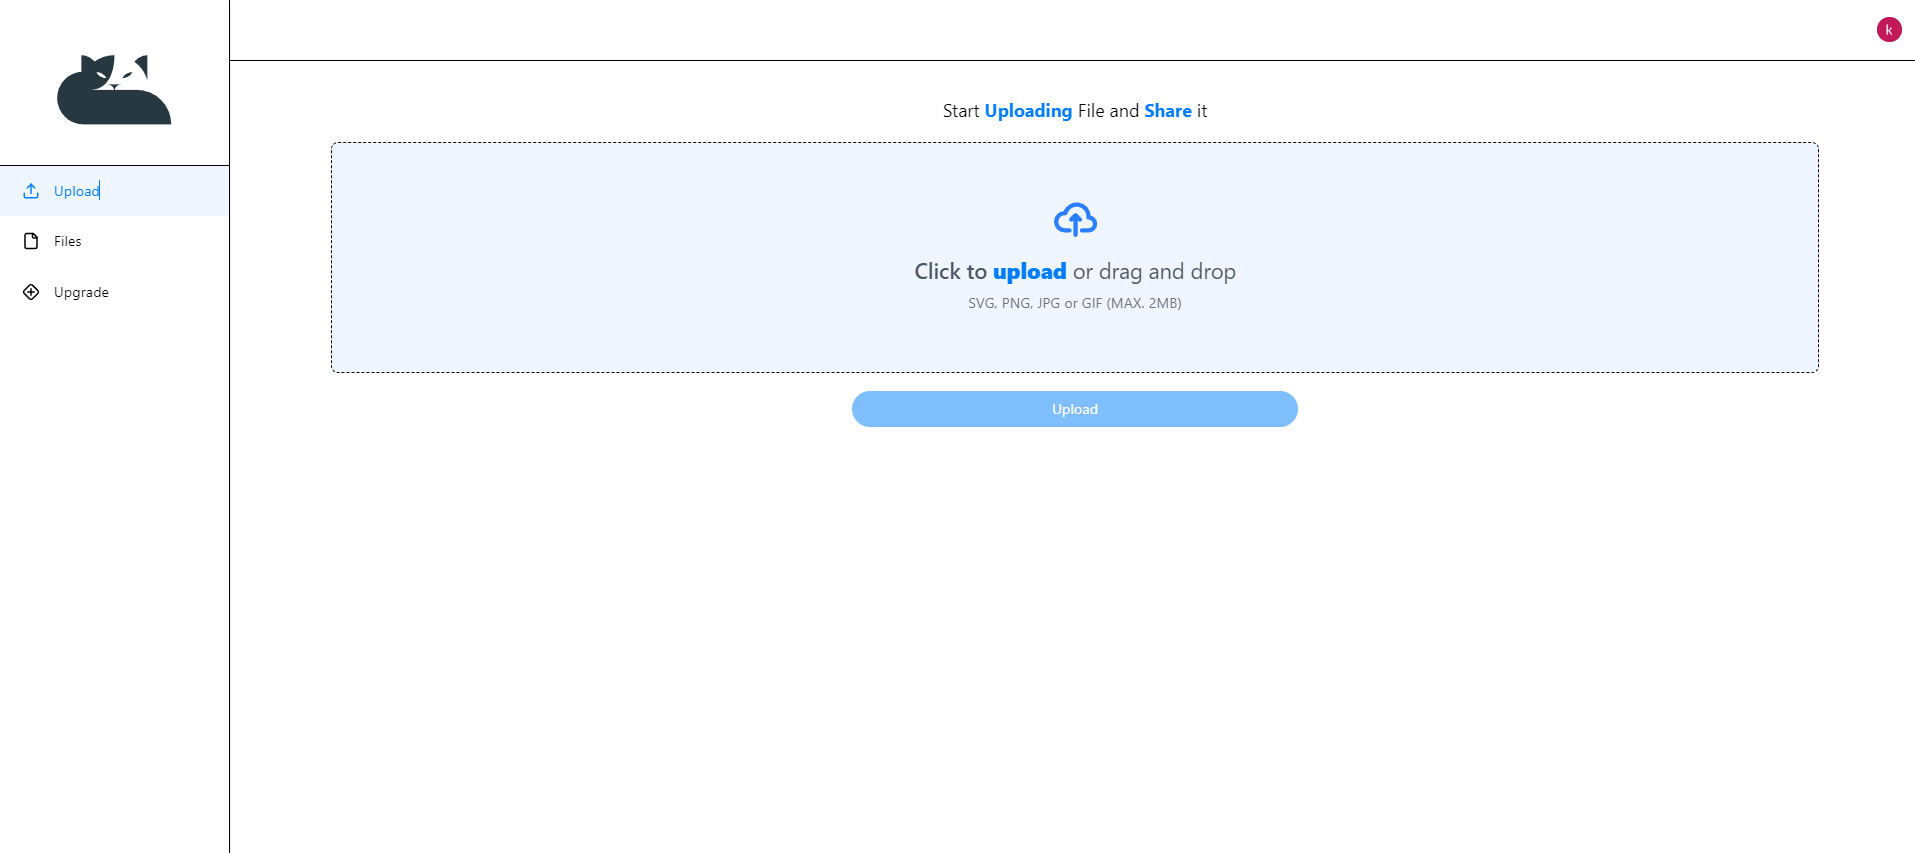 k
Upload
Files
Upgrade
Start Uploading File and Share it
Click to upload or drag and drop
SVG, PNG, JPG or GIF (MAX. 2MB)
Upload